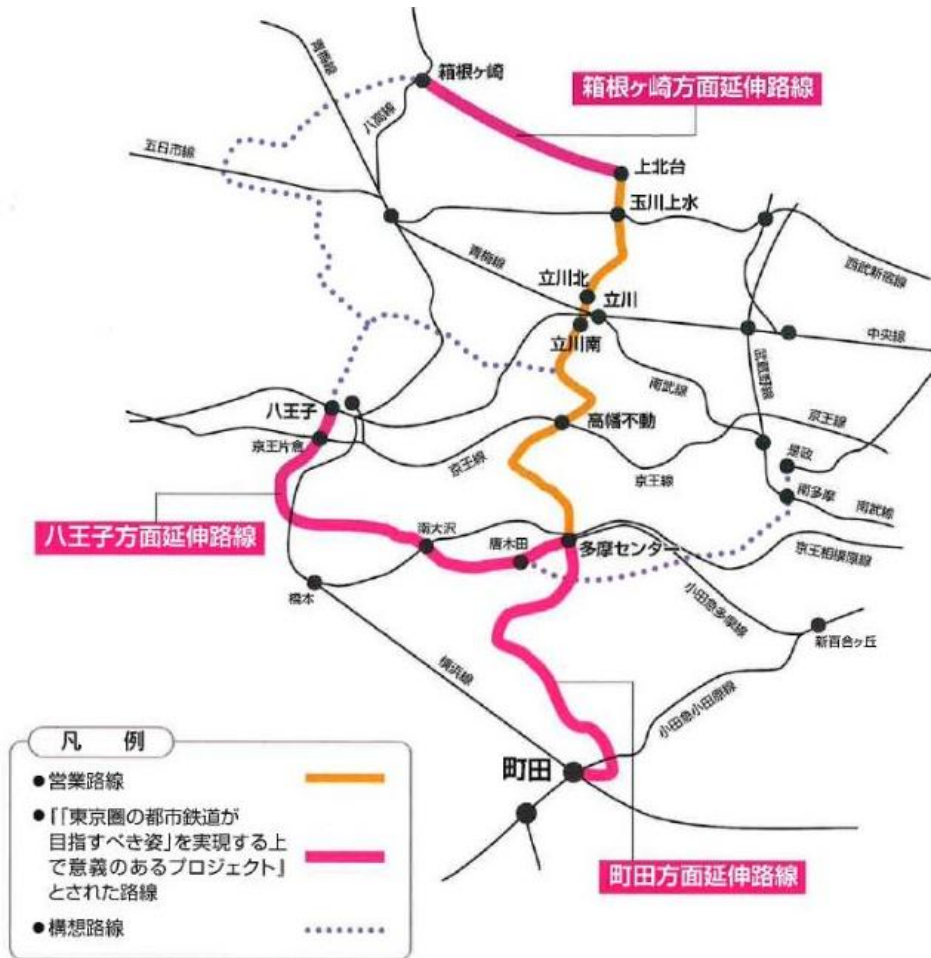 青梅線
箱根ヶ崎
箱根ヶ崎方面延伸路線
八高線
五日市線
上北台
玉川上水
青梅線
立川北
立川
西武新宿線
立川南
中央線
武蔵野線
南武線
八王子
高幡不動
京王線
京王片倉
京王線
京王線
是政
南多摩
南武線
八王子方面延伸路線
南大沢
唐木田
多摩センター
京王相模原線
橋本
小田急多摩線
新百合ヶ丘
横浜線
小田急小田原線
町田
町田方面延伸路線
凡 例
●営業路線
●『「東京圏の都市鉄道が
目指すべき姿」を実現する上
で意義のあるプロジェクト』
とされた路線
●構想路線